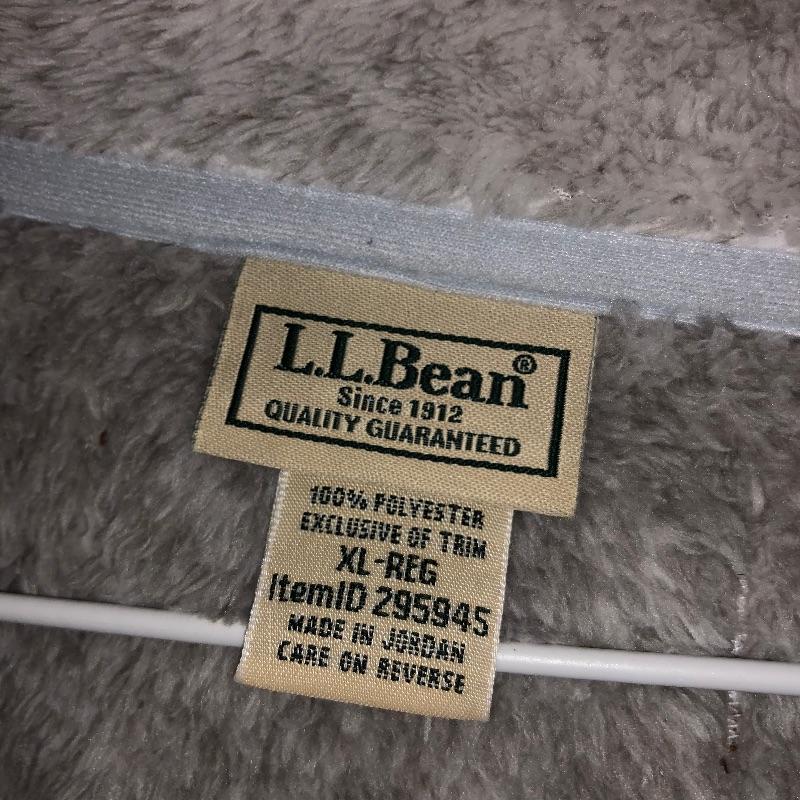 L.L.Bean®
Since 1912
QUALITY GUARANTEED
100% POLYESTER
EXCLUSIVE OF TRIM
XL-REG
ItemID 295945
MADE IN JORDAN
CARE ON REVERSE